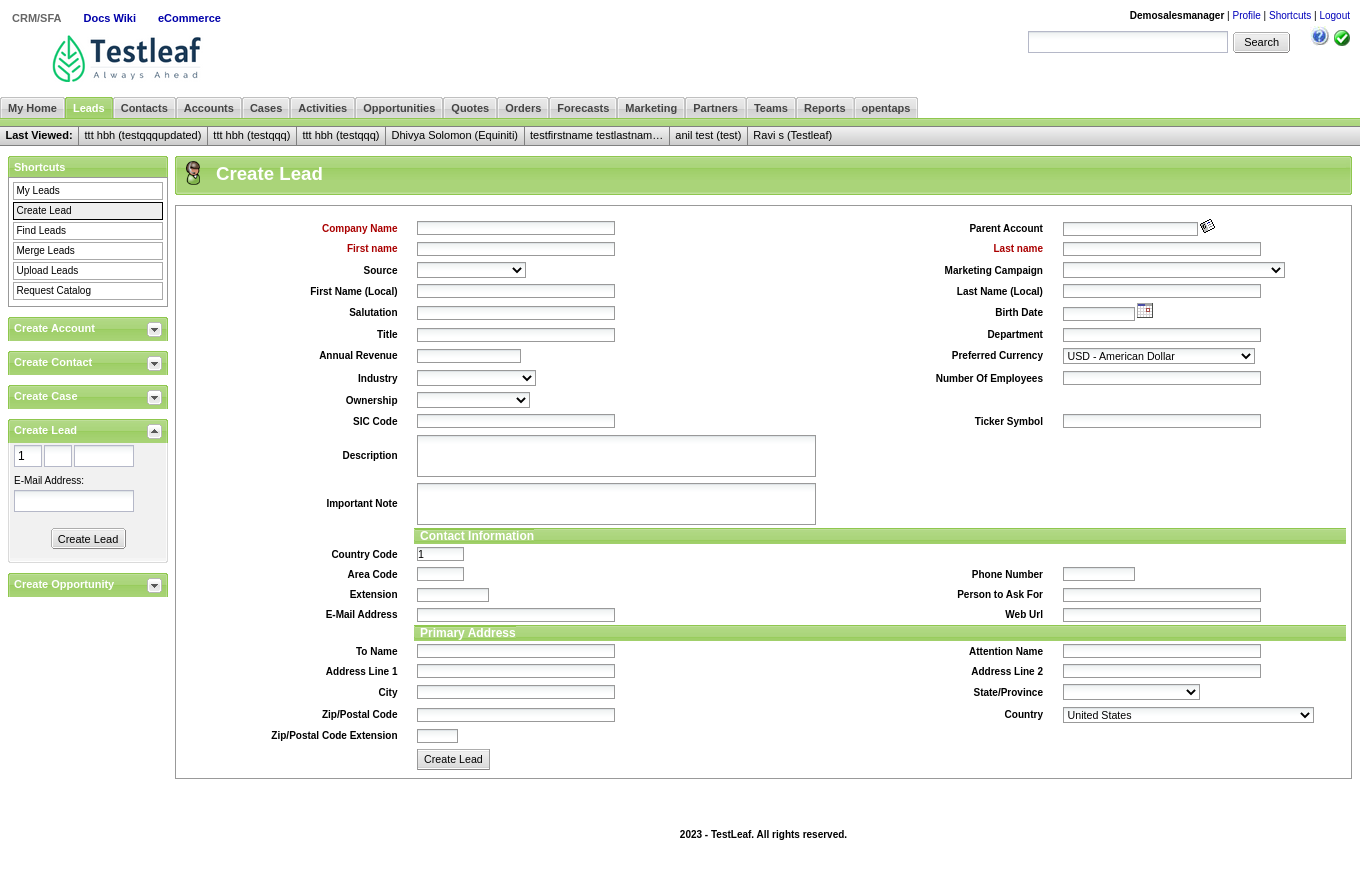 CRM/SFA Docs Wiki eCommerce
Demosalesmanager | Profile | Shortcuts | Logout
Testleaf
Always Ahead
Search
My Home Leads Contacts Accounts Cases Activities Opportunities Quotes Orders Forecasts Marketing Partners Teams Reports opentaps
Last Viewed: ttt hbh (testqqqupdated) ttt hbh (testqqq) ttt hbh (testqqq) Dhivya Solomon (Equiniti) testfirstname testlastnam… anil test (test) Ravi s (Testleaf)
Shortcuts
My Leads
Create Lead
Find Leads
Merge Leads
Upload Leads
Request Catalog
Create Account
Create Contact
Create Case
Create Lead
1
E-Mail Address:
Create Lead
Create Opportunity
Create Lead
Company Name Parent Account
First name Last name
Source Marketing Campaign
First Name (Local) Last Name (Local)
Salutation Birth Date
Title Department
Annual Revenue Preferred Currency USD - American Dollar
Industry Number Of Employees
Ownership
SIC Code Ticker Symbol
Description
Important Note
Contact Information
Country Code 1
Area Code Phone Number
Extension Person to Ask For
E-Mail Address Web Url
Primary Address
To Name Attention Name
Address Line 1 Address Line 2
City State/Province
Zip/Postal Code Country United States
Zip/Postal Code Extension
Create Lead
2023 - TestLeaf. All rights reserved.